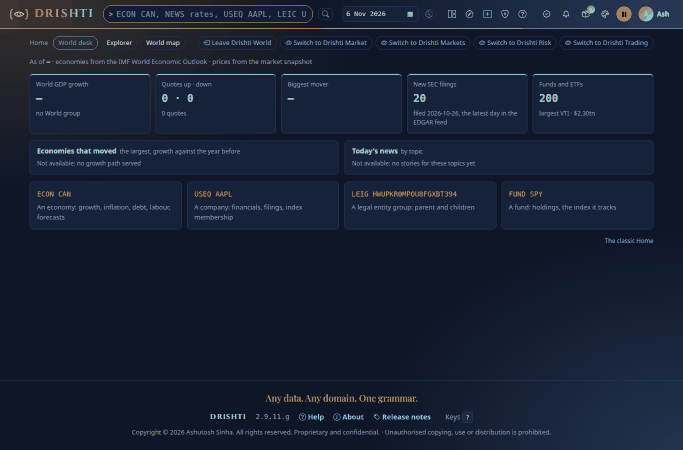 DRISHTI
> ECON CAN, NEWS rates, USEQ AAPL, LEIC U
6 Nov 2026
Ash
Home World desk Explorer World map Leave Drishti World Switch to Drishti Market Switch to Drishti Markets Switch to Drishti Risk Switch to Drishti Trading
As of — · economies from the IMF World Economic Outlook · prices from the market snapshot
World GDP growth
—
no World group
Quotes up · down
0 · 0
0 quotes
Biggest mover
—
New SEC filings
20
filed 2026-10-26, the latest day in the
EDGAR feed
Funds and ETFs
200
largest VTI · $2.30tn
Economies that moved the largest, growth against the year before
Not available: no growth path served
Today's news by topic
Not available: no stories for these topics yet
ECON CAN
An economy: growth, inflation, debt, labour,
forecasts
USEQ AAPL
A company: financials, filings, index
membership
LEIG HWUPKR0MPOU8FGXBT394
A legal entity group: parent and children
FUND SPY
A fund: holdings, the index it tracks
The classic Home
Any data. Any domain. One grammar.
DRISHTI 2.9.11.g Help About Release notes Keys ?
Copyright © 2026 Ashutosh Sinha. All rights reserved. Proprietary and confidential. · Unauthorised copying, use or distribution is prohibited.